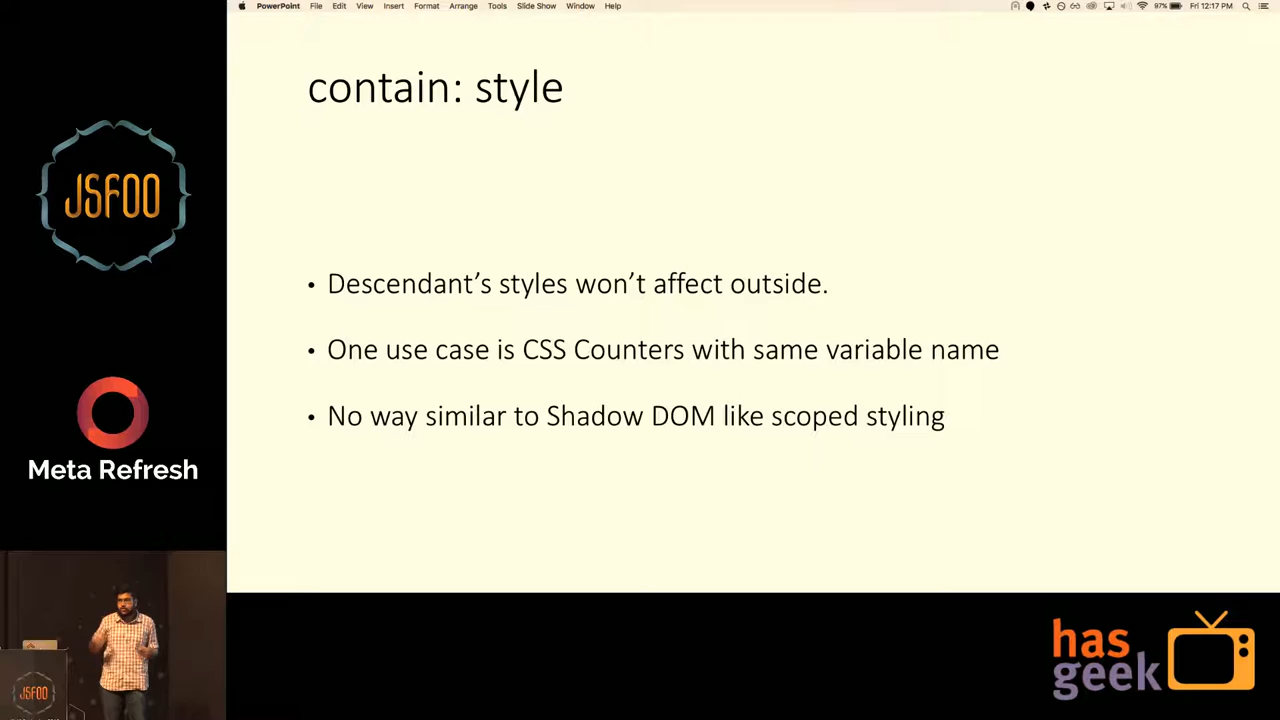 PowerPoint File Edit View Insert Format Arrange Tools Slide Show Window Help
97% Fri 12:17 PM
contain: style
JSFOO
• Descendant’s styles won’t affect outside.
• One use case is CSS Counters with same variable name
• No way similar to Shadow DOM like scoped styling
Meta Refresh
JSFOO
has
geek